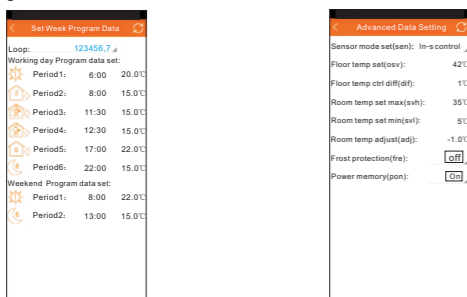 Set Week Program Data
Loop: 123456,7
Working day Program data set:
Period1: 6:00 20.0℃
Period2: 8:00 15.0℃
Period3: 11:30 15.0℃
Period4: 12:30 15.0℃
Period5: 17:00 22.0℃
Period6: 22:00 15.0℃
Weekend Program data set:
Period1: 8:00 22.0℃
Period2: 13:00 15.0℃
Advanced Data Setting
Sensor mode set(sen): In-s control
Floor temp set(osv): 42℃
Floor temp ctrl diff(dif): 1℃
Room temp set max(svh): 35℃
Room temp set min(svl): 5℃
Room temp adjust(adj): -1.0℃
Frost protection(fre): off
Power memory(pon): On